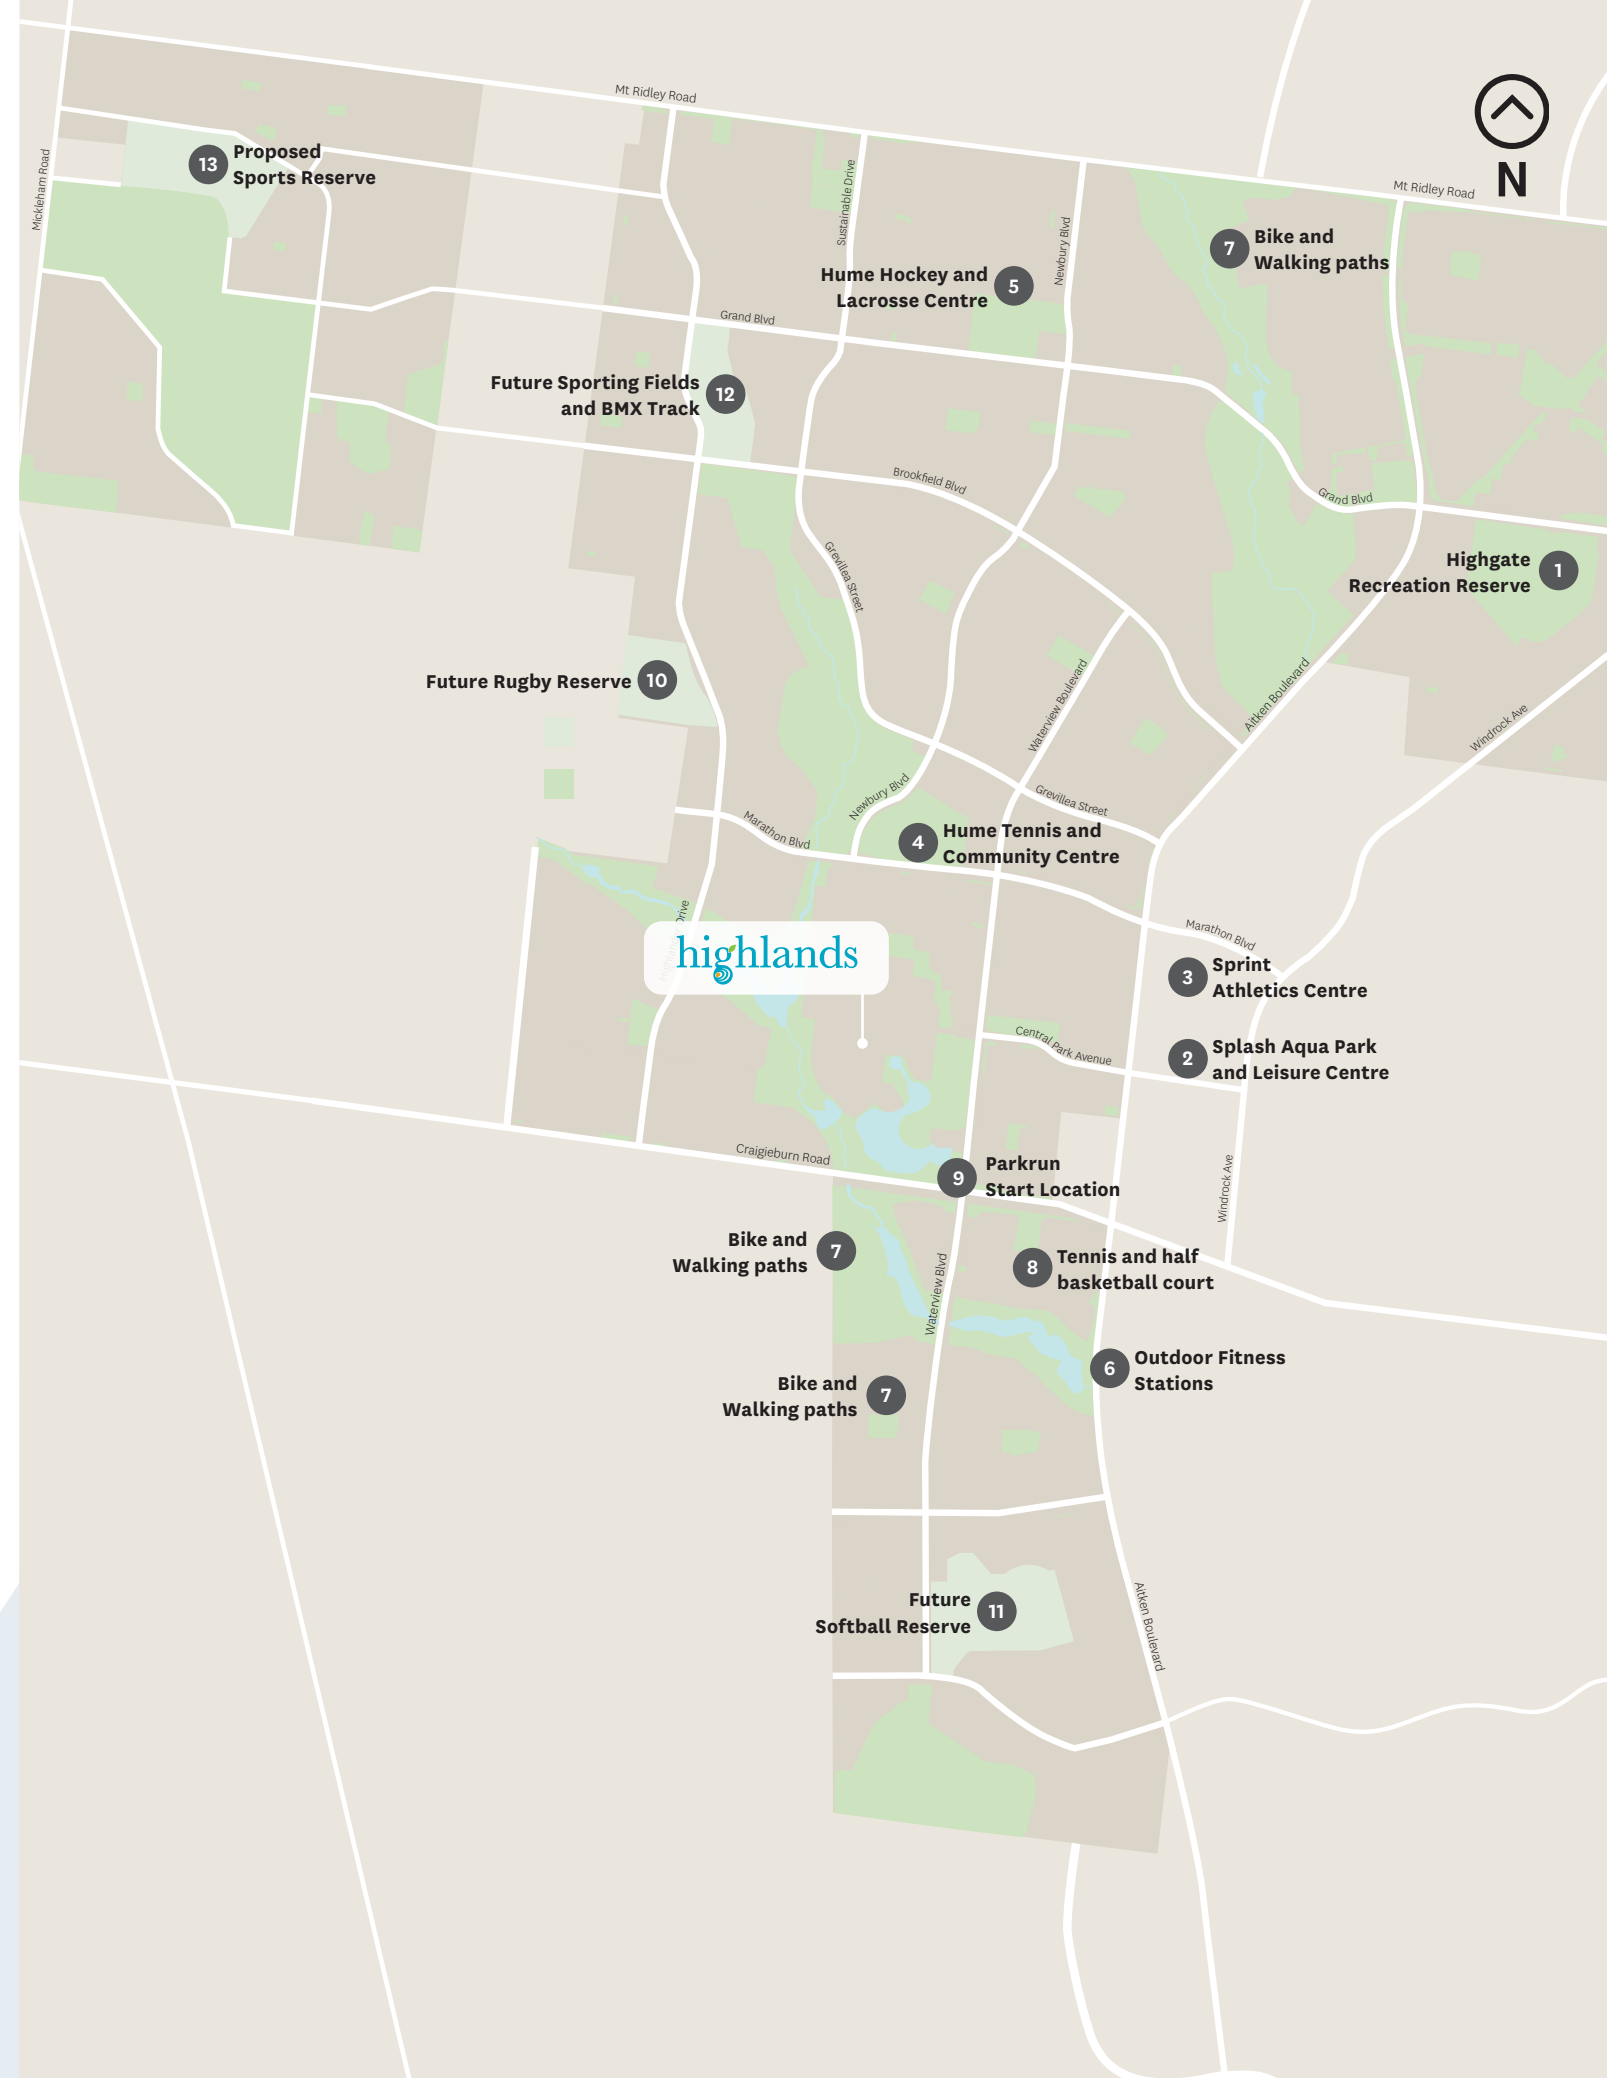 Mt Ridley Road
N
Mt Ridley Road
Mickleham Road
13
Proposed
Sports Reserve
Sustainable Drive
Newbury Blvd
7
Bike and
Walking paths
Hume Hockey and
Lacrosse Centre
5
Grand Blvd
Future Sporting Fields
and BMX Track
12
Brookfield Blvd
Grand Blvd
Grevillea Street
Highgate
Recreation Reserve
1
Future Rugby Reserve
10
Waterview Boulevard
Aitken Boulevard
Windrock Ave
Newbury Blvd
Grevillea Street
Marathon Blvd
4
Hume Tennis and
Community Centre
Drive
highlands
Marathon Blvd
3
Sprint
Athletics Centre
Central Park Avenue
2
Splash Aqua Park
and Leisure Centre
Craigieburn Road
9
Parkrun
Start Location
Windrock Ave
Bike and
Walking paths
7
8
Tennis and half
basketball court
Waterview Blvd
6
Outdoor Fitness
Stations
Bike and
Walking paths
7
Future
Softball Reserve
11
Aitken Boulevard